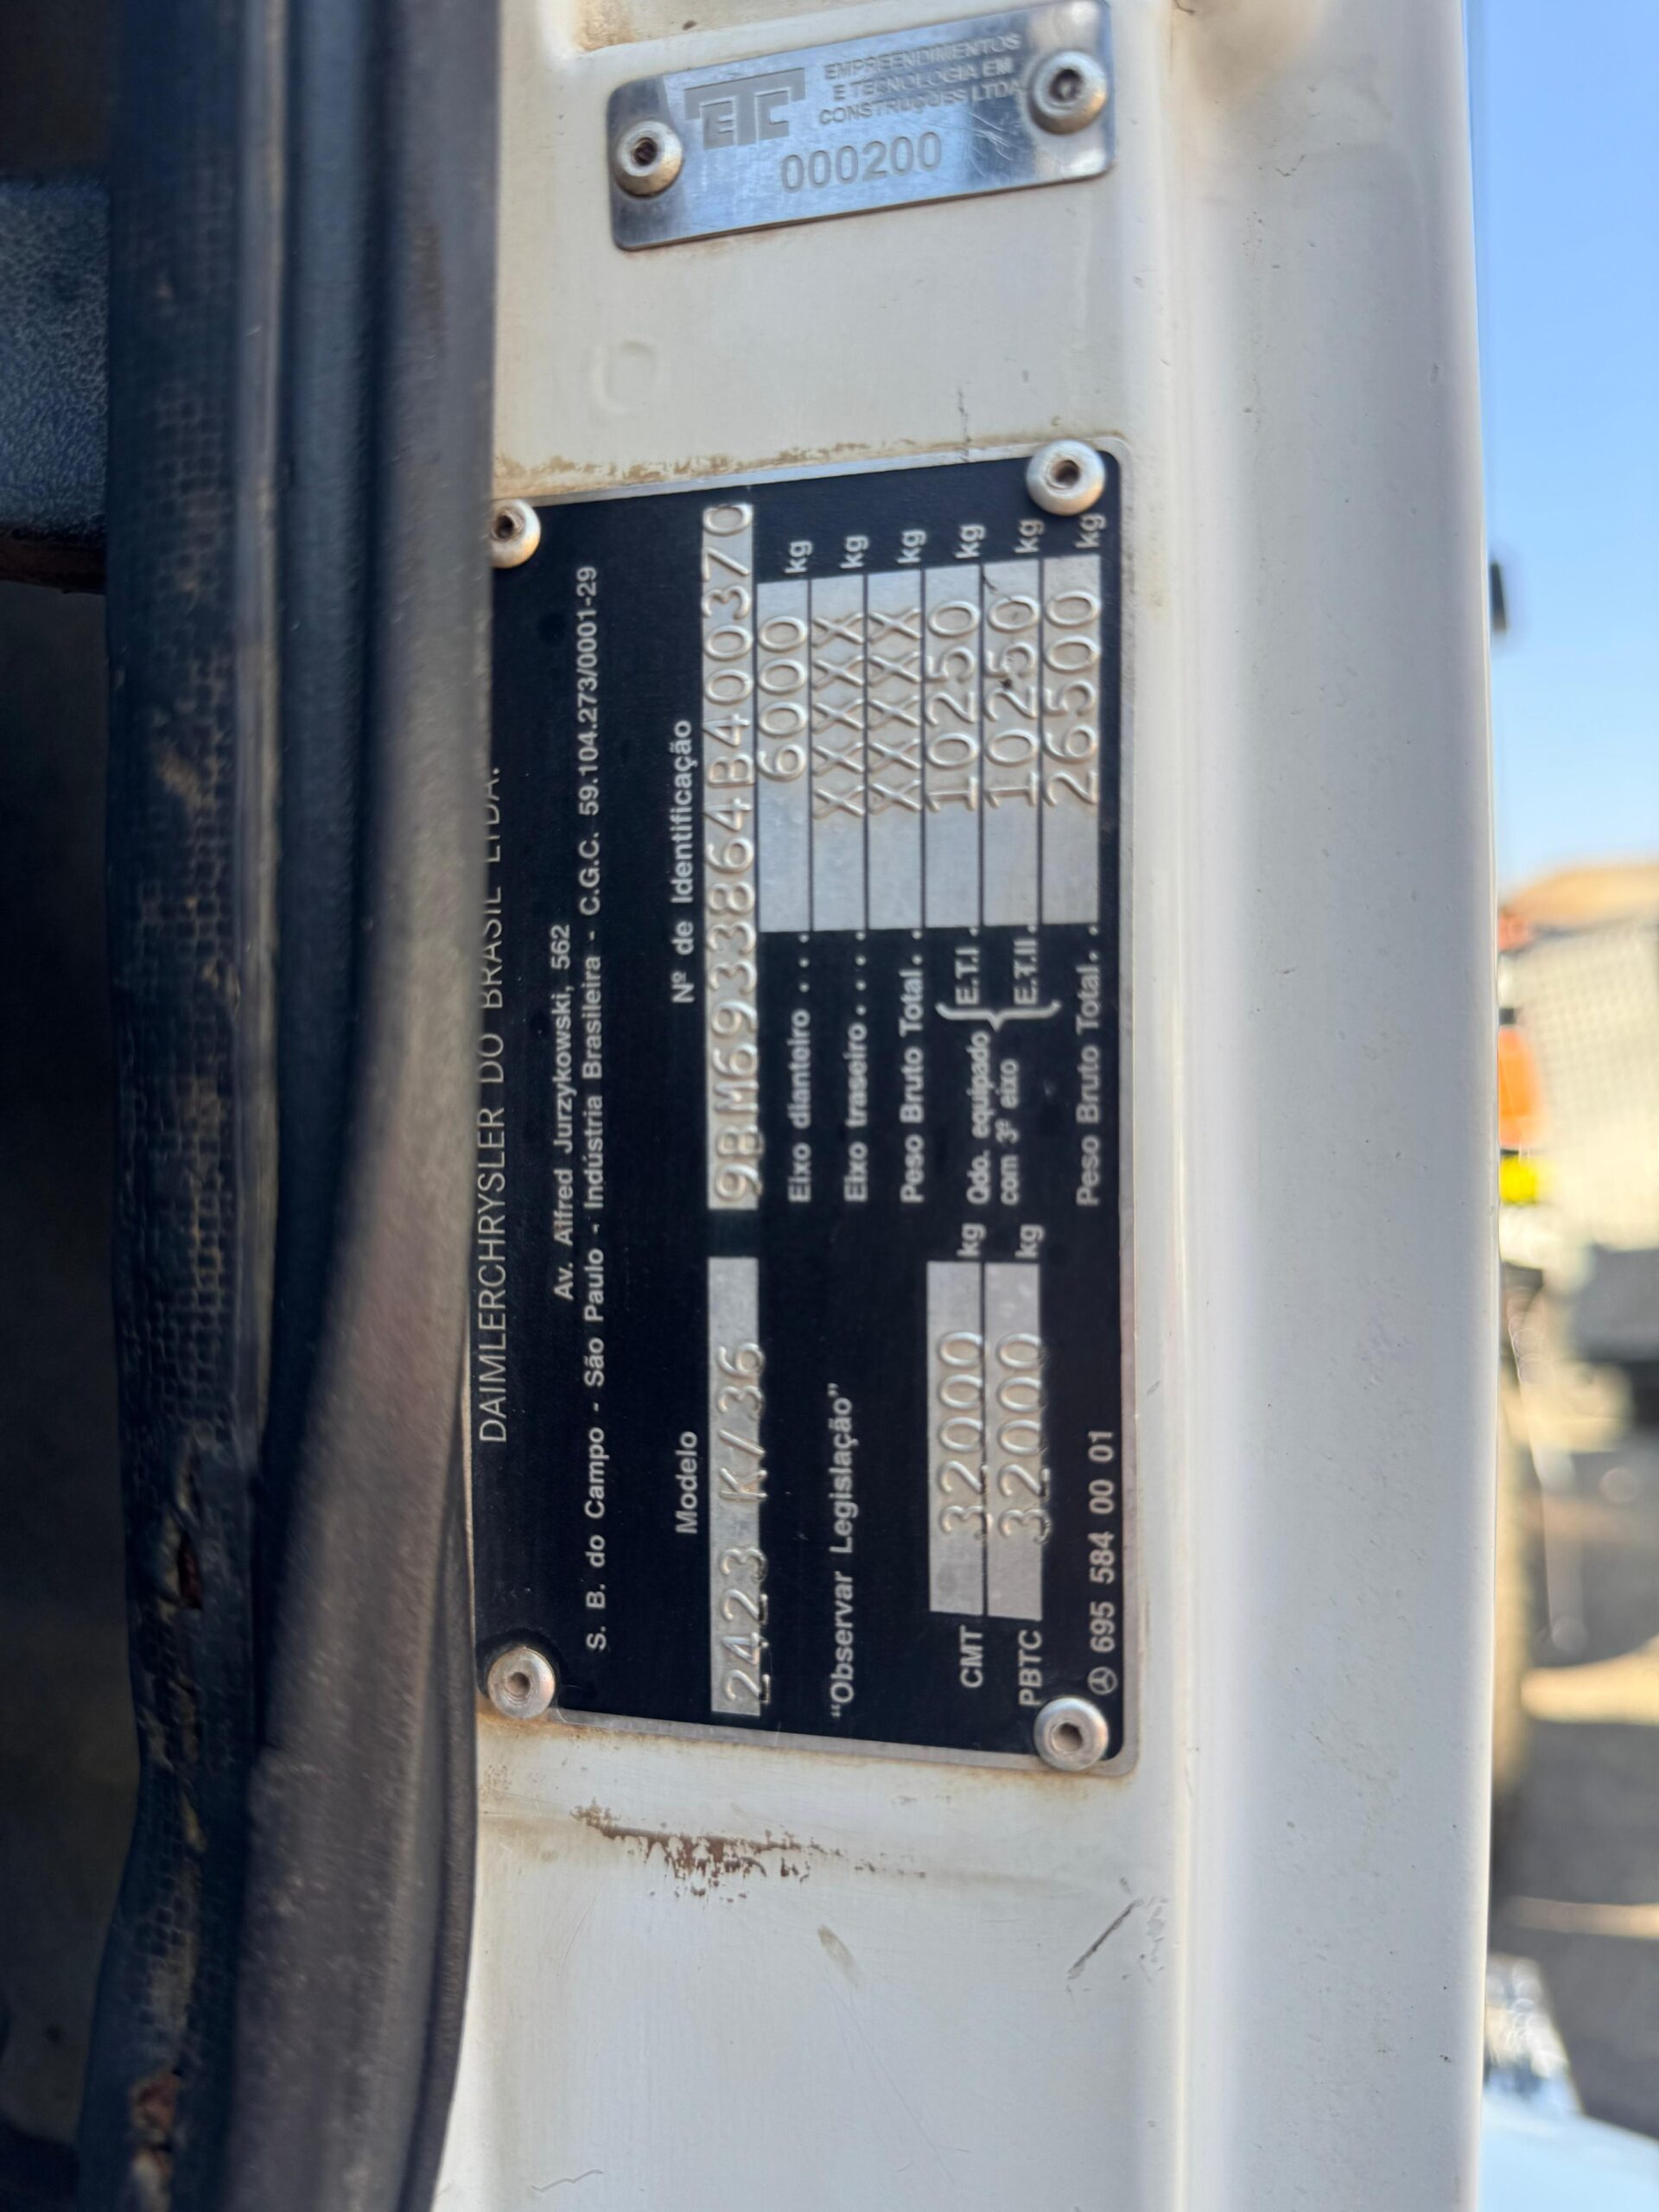 ETC
EMPREENDIMENTOS
E TECNOLOGIA EM
CONSTRUÇÕES LTDA
000200
DAIMLERCHRYSLER DO BRASIL LTDA.
Av. Alfred Jurzykowski, 562
S. B. do Campo - São Paulo - Indústria Brasileira - C.G.C. 59.104.273/0001-29
Modelo
Nº de Identificação
2423 K/36
9BM6933864B400370
"Observar Legislação"
Eixo dianteiro . . . 6000 kg
Eixo traseiro . . . XXXXX kg
Peso Bruto Total . . XXXXX kg
CMT 32000 kg
PBTC 32000 kg
Qdo. equipado com 3º eixo
E.T.I . 10250 kg
E.T.II . 10250 kg
Peso Bruto Total . . 26500 kg
695 584 00 01